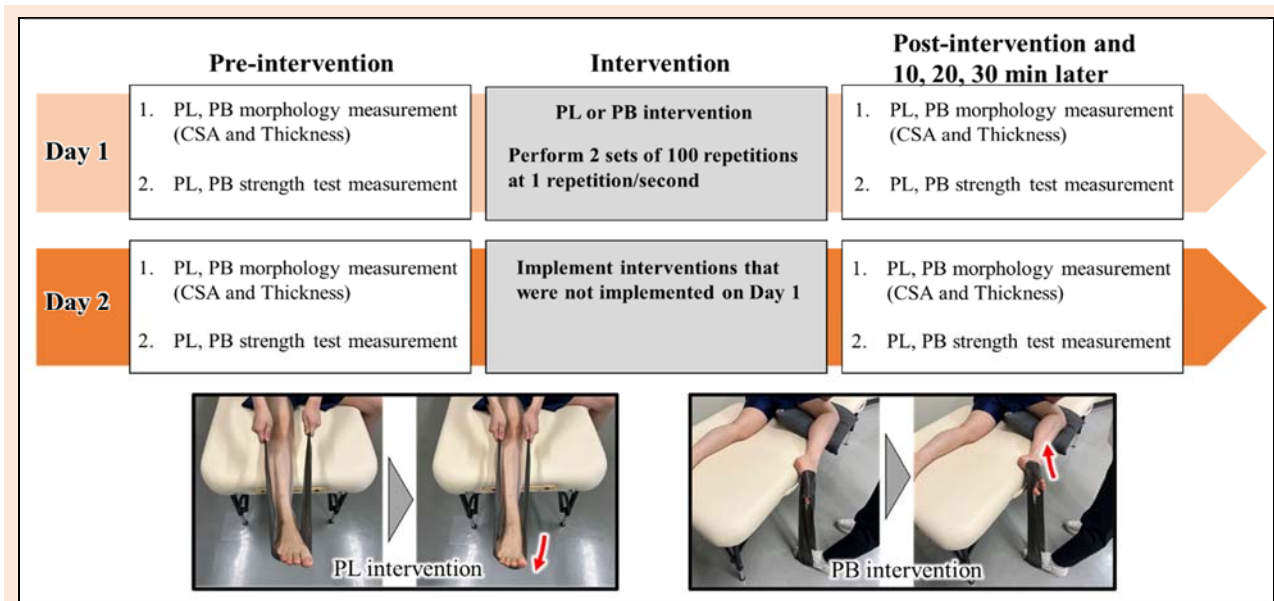 Pre-intervention
Intervention
Post-intervention and
10, 20, 30 min later
Day 1
1. PL, PB morphology measurement
(CSA and Thickness)
2. PL, PB strength test measurement
PL or PB intervention
Perform 2 sets of 100 repetitions
at 1 repetition/second
1. PL, PB morphology measurement
(CSA and Thickness)
2. PL, PB strength test measurement
Day 2
1. PL, PB morphology measurement
(CSA and Thickness)
2. PL, PB strength test measurement
Implement interventions that
were not implemented on Day 1
1. PL, PB morphology measurement
(CSA and Thickness)
2. PL, PB strength test measurement
PL intervention
PB intervention